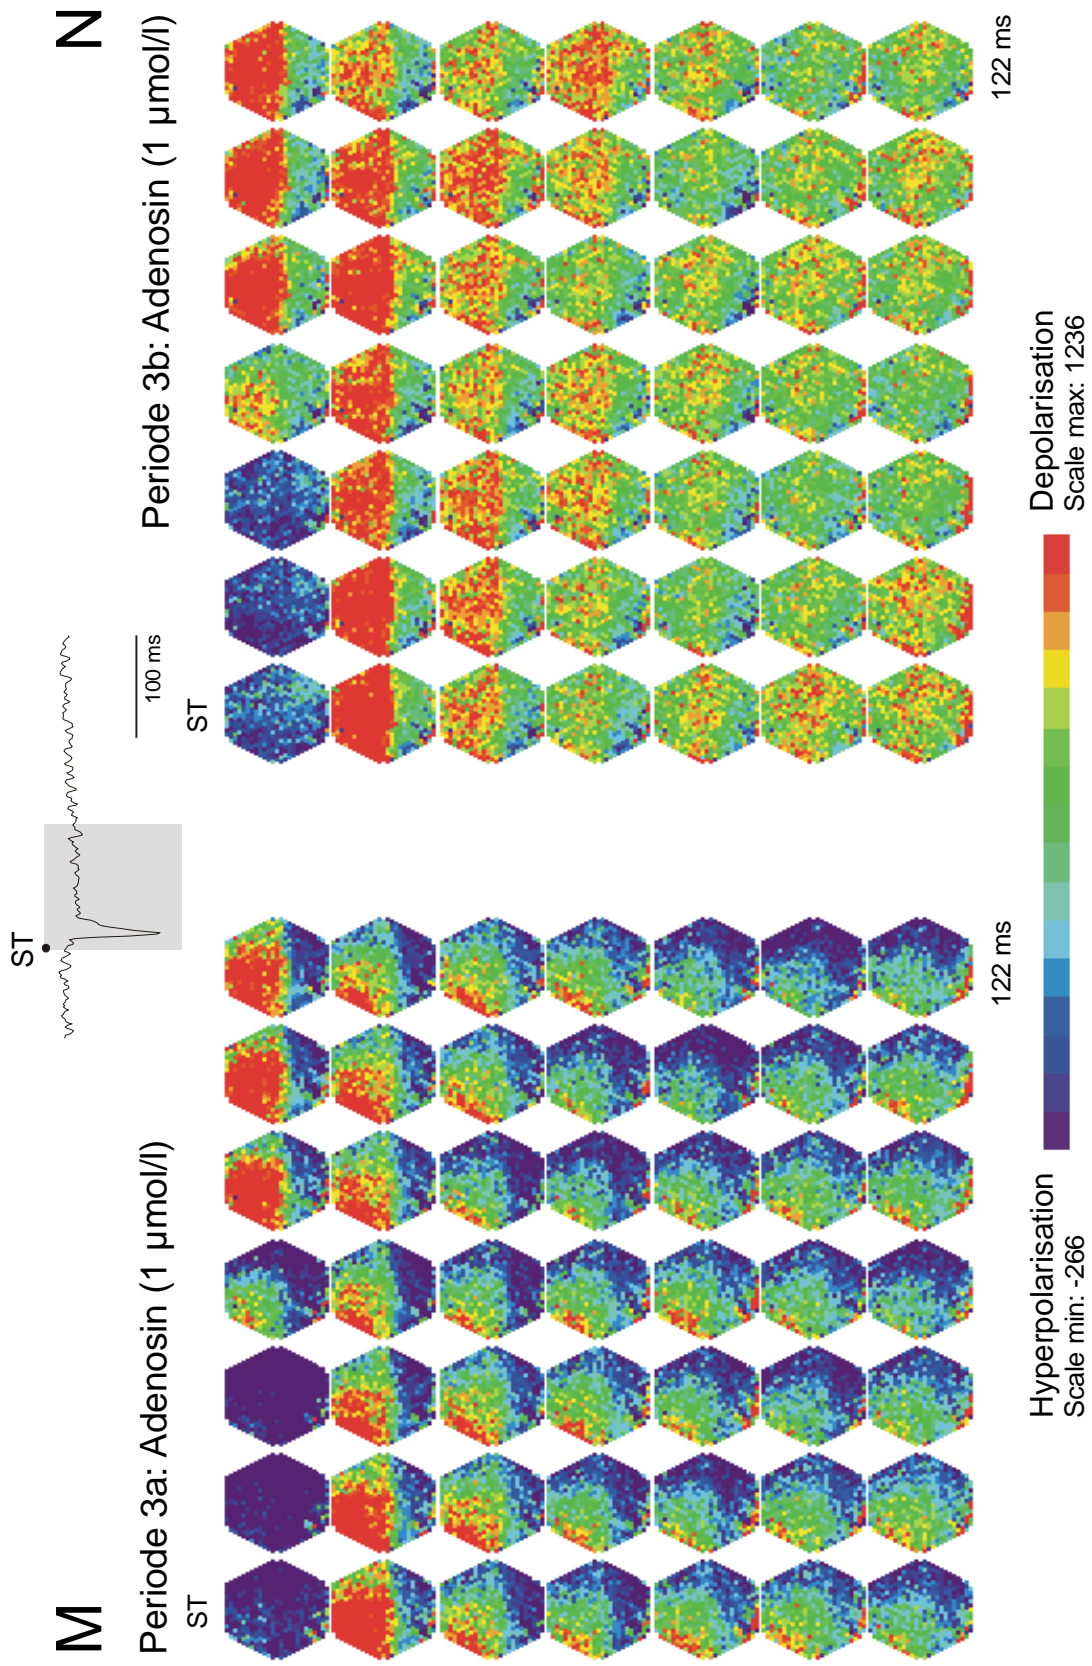 M
N
ST
100 ms
Periode 3a: Adenosin (1 µmol/l)
Periode 3b: Adenosin (1 µmol/l)
ST
ST
122 ms
122 ms
Hyperpolarisation
Scale min: -266
Depolarisation
Scale max: 1236